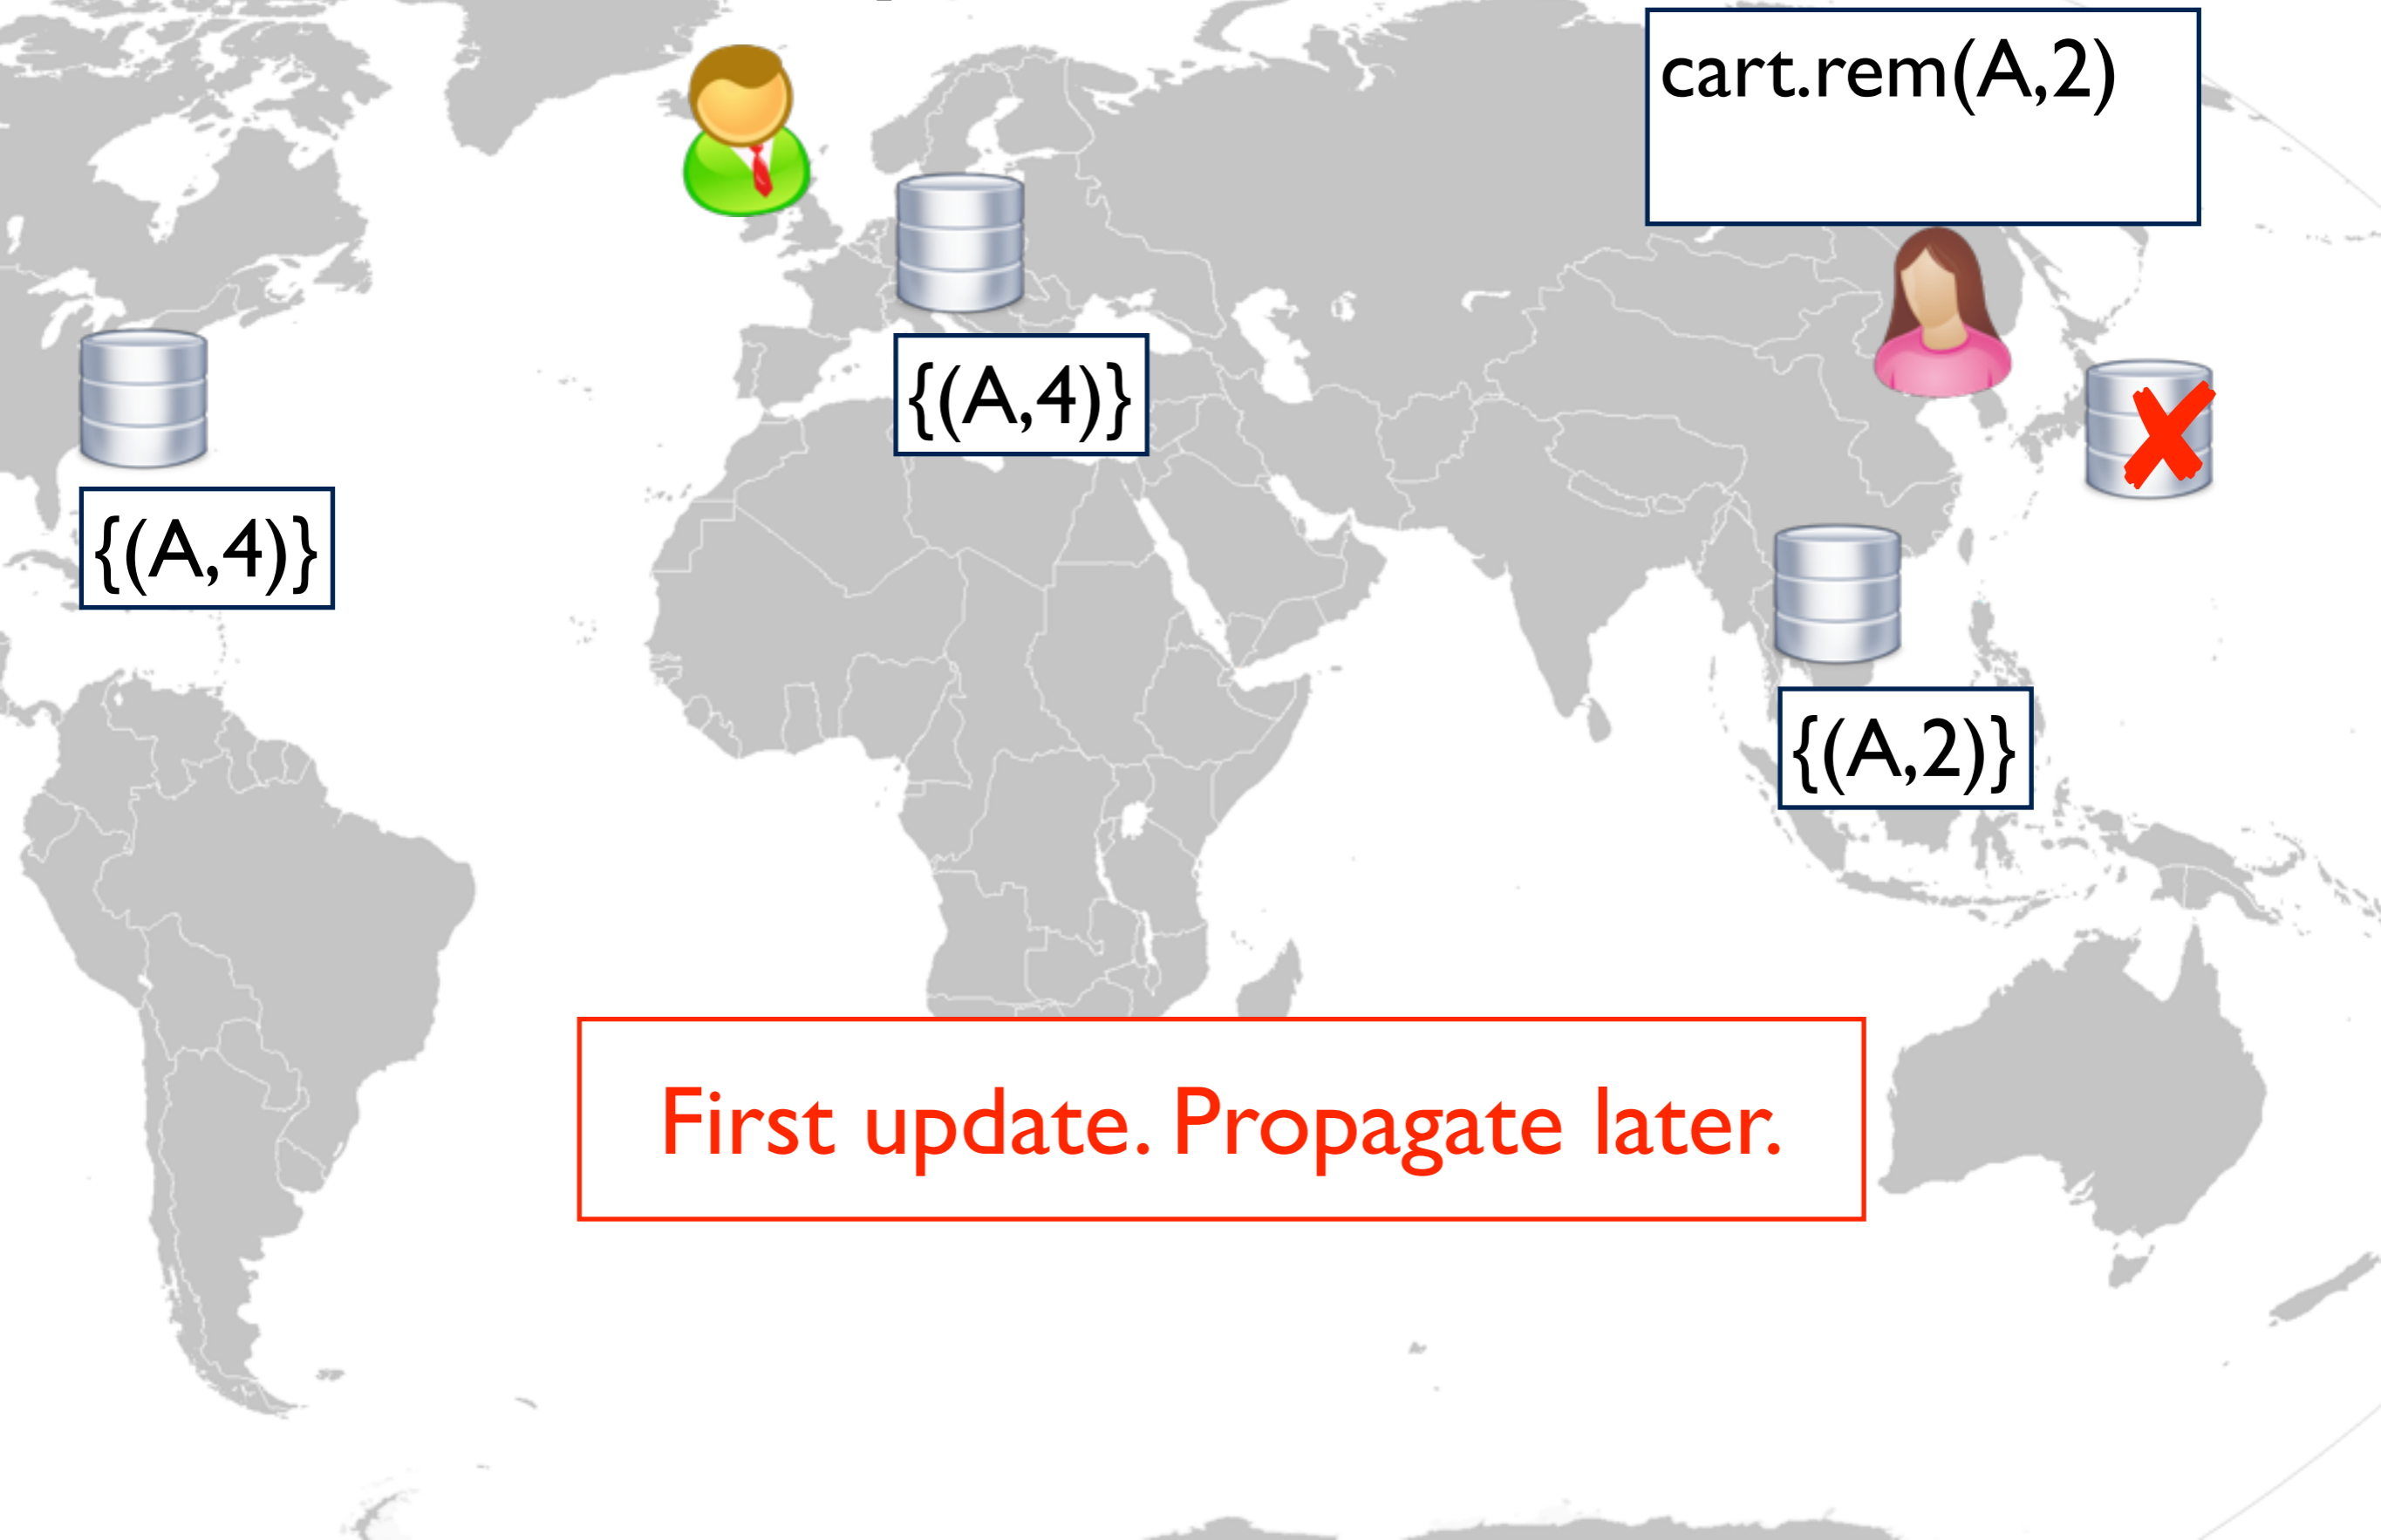 cart.rem(A,2)
{(A,4)}
{(A,4)}
{(A,2)}
First update. Propagate later.